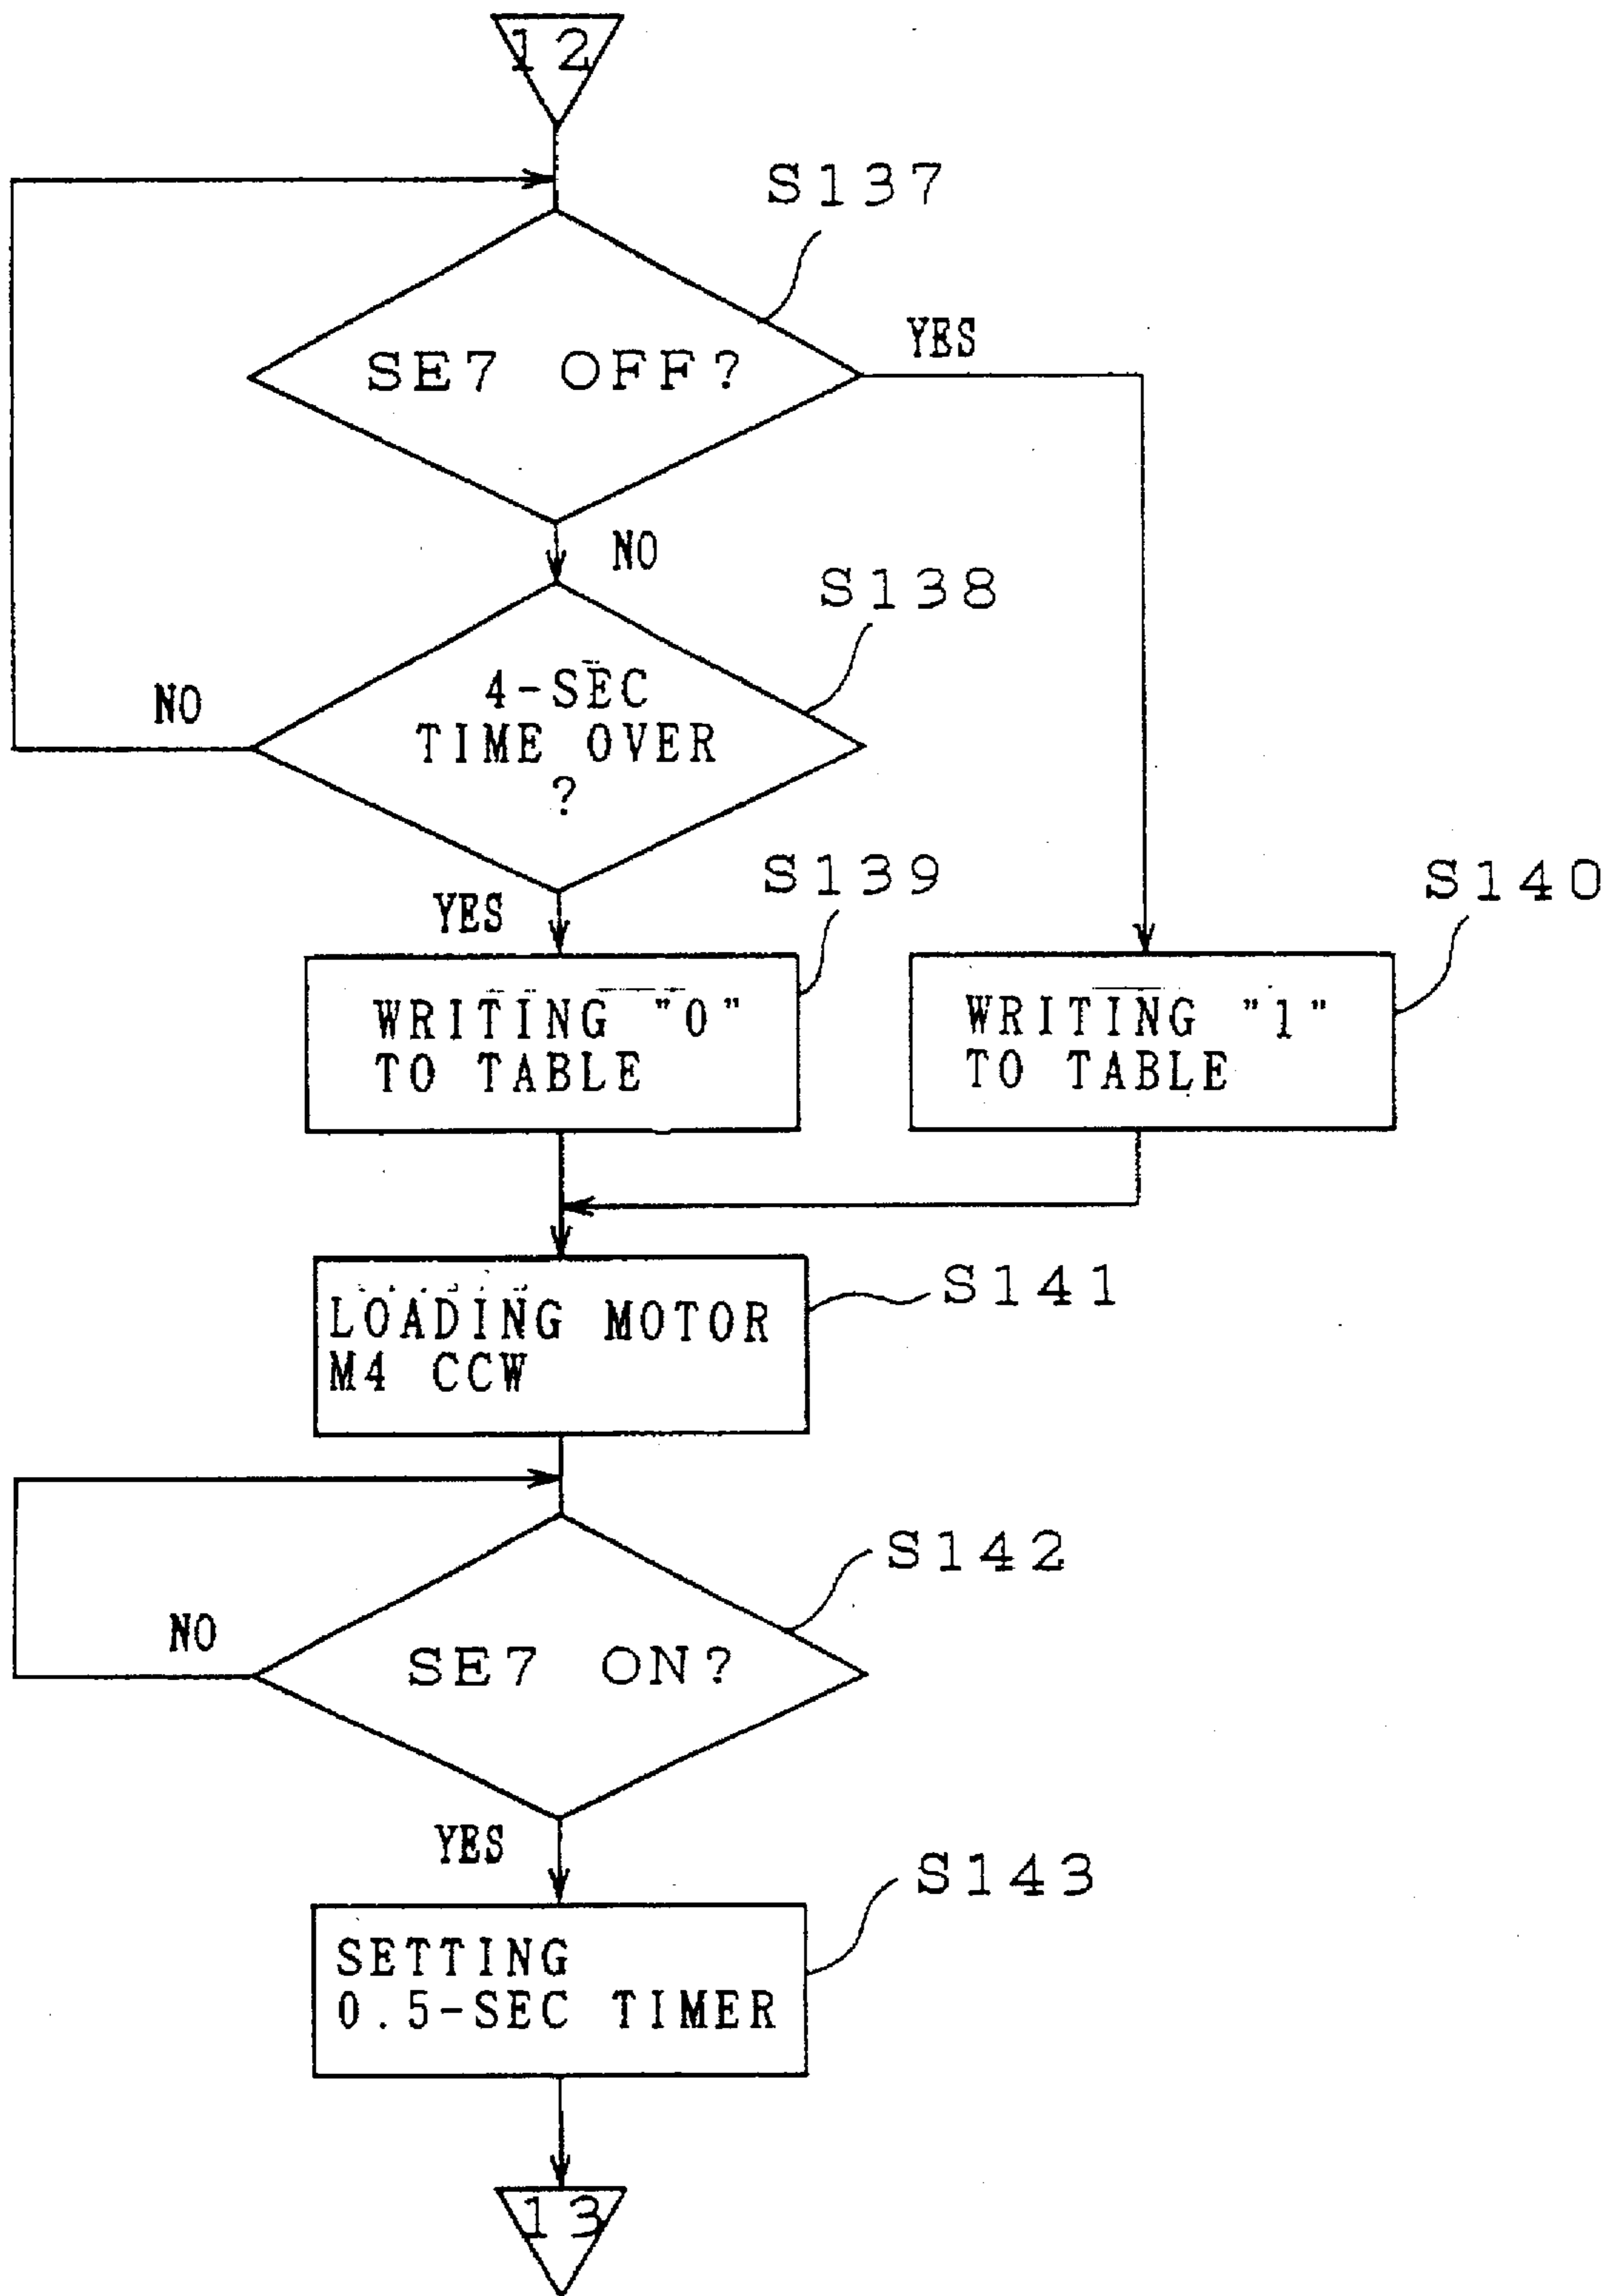 12
S137
SE7 OFF?
YES
NO
S138
4-SEC
TIME OVER
?
NO
YES
S139
S140
WRITING "0"
TO TABLE
WRITING "1"
TO TABLE
LOADING MOTOR
M4 CCW
S141
S142
SE7 ON?
NO
YES
S143
SETTING
0.5-SEC TIMER
13